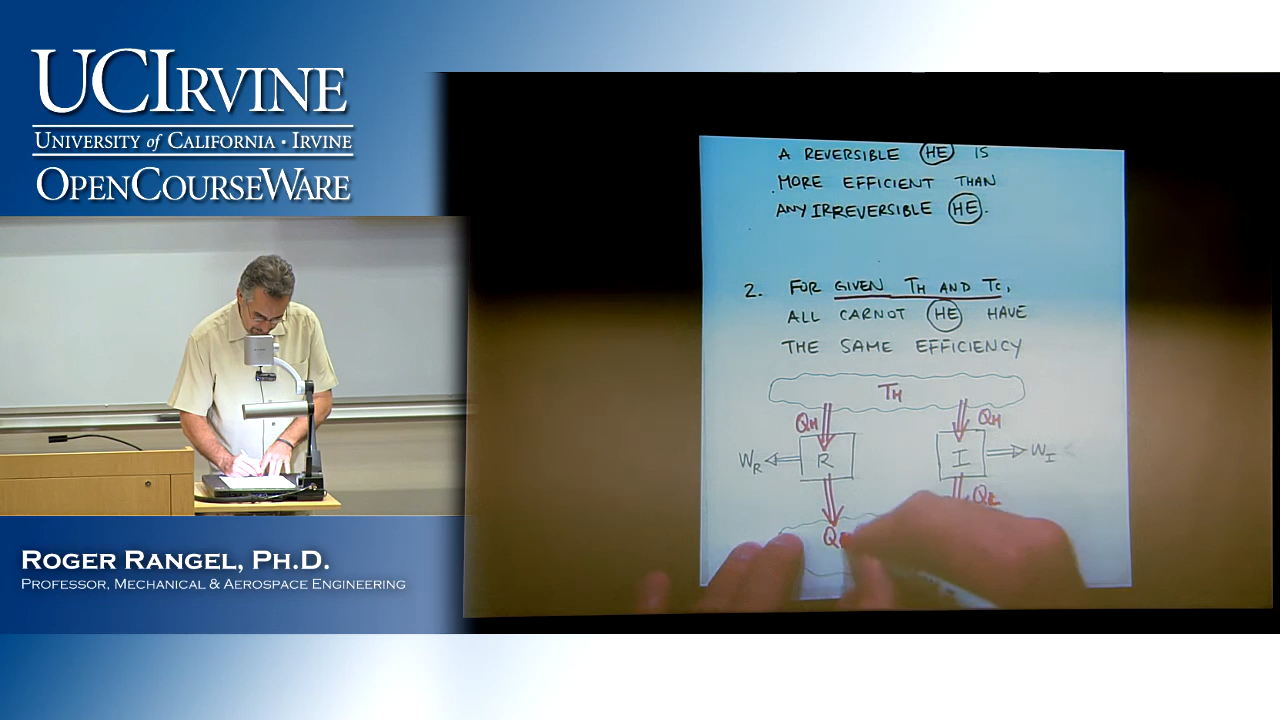 UCIRVINE
UNIVERSITY of CALIFORNIA · IRVINE
OPENCOURSEWARE
ROGER RANGEL, PH.D.
PROFESSOR, MECHANICAL & AEROSPACE ENGINEERING
A REVERSIBLE HE IS
MORE EFFICIENT THAN
ANY IRREVERSIBLE HE.
2. FOR GIVEN TH AND TC,
ALL CARNOT HE HAVE
THE SAME EFFICIENCY
TH
QH QH
WR R I WI